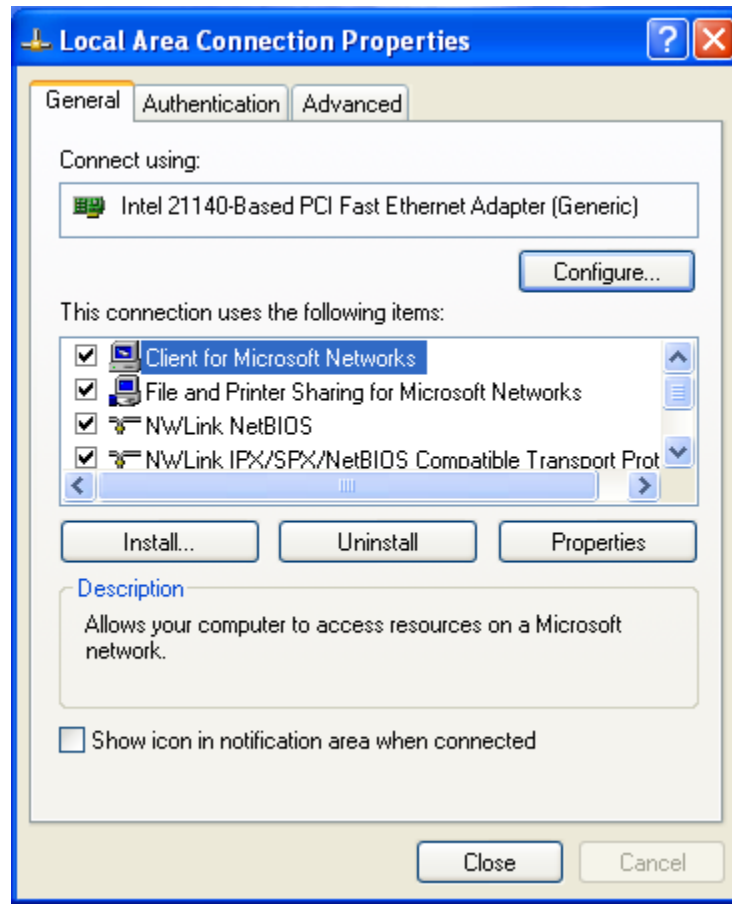 Local Area Connection Properties
General Authentication Advanced
Connect using:
Intel 21140-Based PCI Fast Ethernet Adapter (Generic)
Configure...
This connection uses the following items:
Client for Microsoft Networks
File and Printer Sharing for Microsoft Networks
NWLink NetBIOS
NWLink IPX/SPX/NetBIOS Compatible Transport Prot
Install... Uninstall Properties
Description
Allows your computer to access resources on a Microsoft
network.
Show icon in notification area when connected
Close Cancel